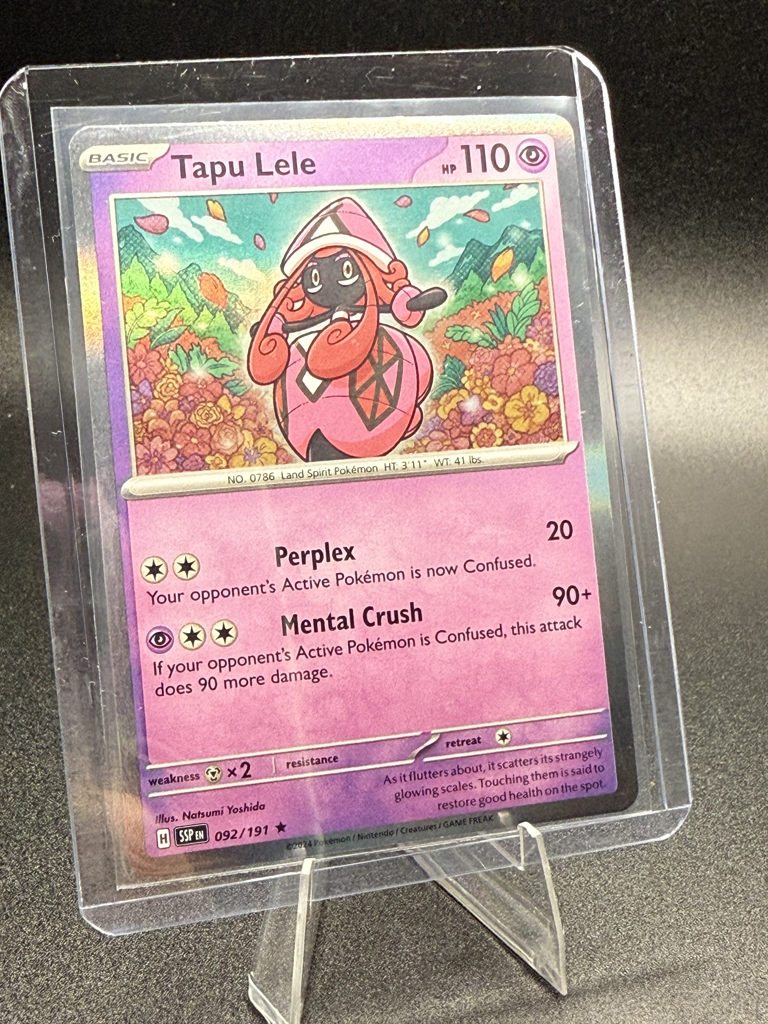 BASIC Tapu Lele HP 110
NO. 0786 Land Spirit Pokémon HT: 3'11" WT: 41 lbs.
Perplex 20
Your opponent's Active Pokémon is now Confused.
Mental Crush 90+
If your opponent's Active Pokémon is Confused, this attack
does 90 more damage.
weakness ×2 resistance retreat
As it flutters about, it scatters its strangely
glowing scales. Touching them is said to
restore good health on the spot.
Illus. Natsumi Yoshida
H SSP EN 092/191 ★
©2024 Pokémon / Nintendo / Creatures / GAME FREAK